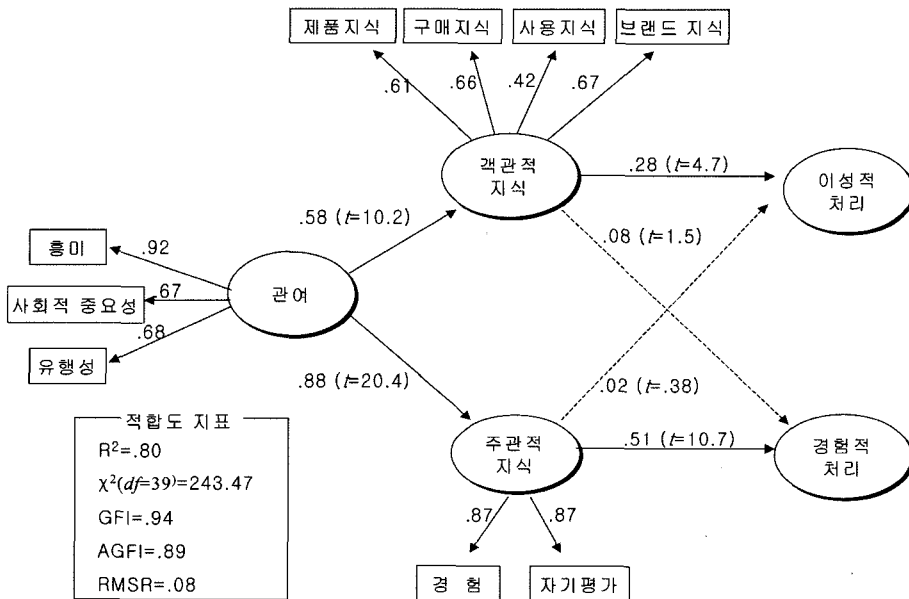 제품지식 구매지식 사용지식 브랜드 지식
.61 .66 .42 .67
객관적
지식
.28 (t=4.7)
이성적
처리
.58 (t=10.2)
.08 (t=1.5)
흥미
.92
관여
사회적 중요성
.67
.68
유행성
.88 (t=20.4)
.02 (t=.38)
적합도 지표
R²=.80
χ²(df=39)=243.47
GFI=.94
AGFI=.89
RMSR=.08
주관적
지식
.51 (t=10.7)
경험적
처리
.87 .87
경 험 자기평가